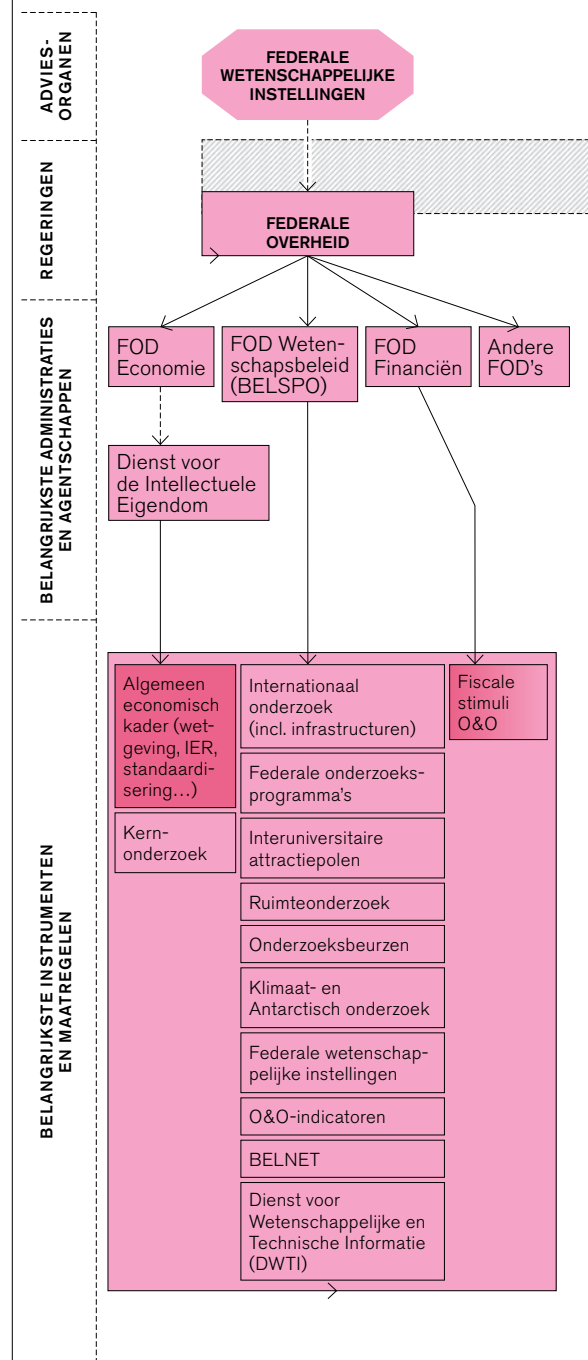 ADVIES-
ORGANEN
FEDERALE
WETENSCHAPPELIJKE
INSTELLINGEN
REGERINGEN
FEDERALE
OVERHEID
BELANGRIJKSTE ADMINISTRATIES
EN AGENTSCHAPPEN
FOD
Economie
FOD Weten-
schapsbeleid
(BELSPO)
FOD
Financiën
Andere
FOD's
Dienst voor
de Intellectuele
Eigendom
BELANGRIJKSTE INSTRUMENTEN
EN MAATREGELEN
Algemeen
economisch
kader (wet-
geving, IER,
standaardi-
sering…)
Kern-
onderzoek
Internationaal
onderzoek
(incl. infrastructuren)
Federale onderzoeks-
programma's
Interuniversitaire
attractiepolen
Ruimteonderzoek
Onderzoeksbeurzen
Klimaat- en
Antarctisch onderzoek
Federale wetenschap-
pelijke instellingen
O&O-indicatoren
BELNET
Dienst voor
Wetenschappelijke en
Technische Informatie
(DWTI)
Fiscale
stimuli
O&O